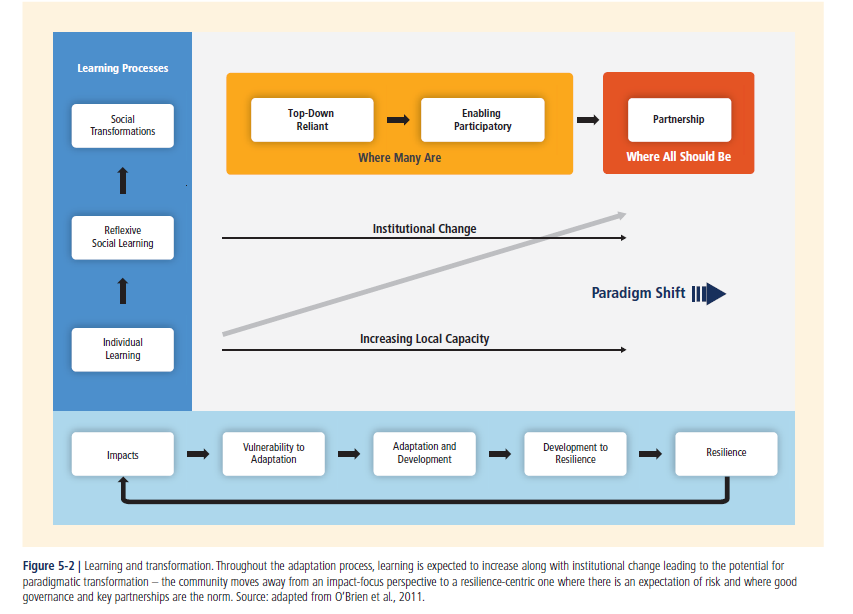 Learning Processes
Social
Transformations
Reflexive
Social Learning
Individual
Learning
Top-Down
Reliant
Enabling
Participatory
Where Many Are
Partnership
Where All Should Be
Institutional Change
Paradigm Shift
Increasing Local Capacity
Impacts
Vulnerability to
Adaptation
Adaptation and
Development
Development to
Resilience
Resilience
Figure 5-2 | Learning and transformation. Throughout the adaptation process, learning is expected to increase along with institutional change leading to the potential for
paradigmatic transformation – the community moves away from an impact-focus perspective to a resilience-centric one where there is an expectation of risk and where good
governance and key partnerships are the norm. Source: adapted from O'Brien et al., 2011.